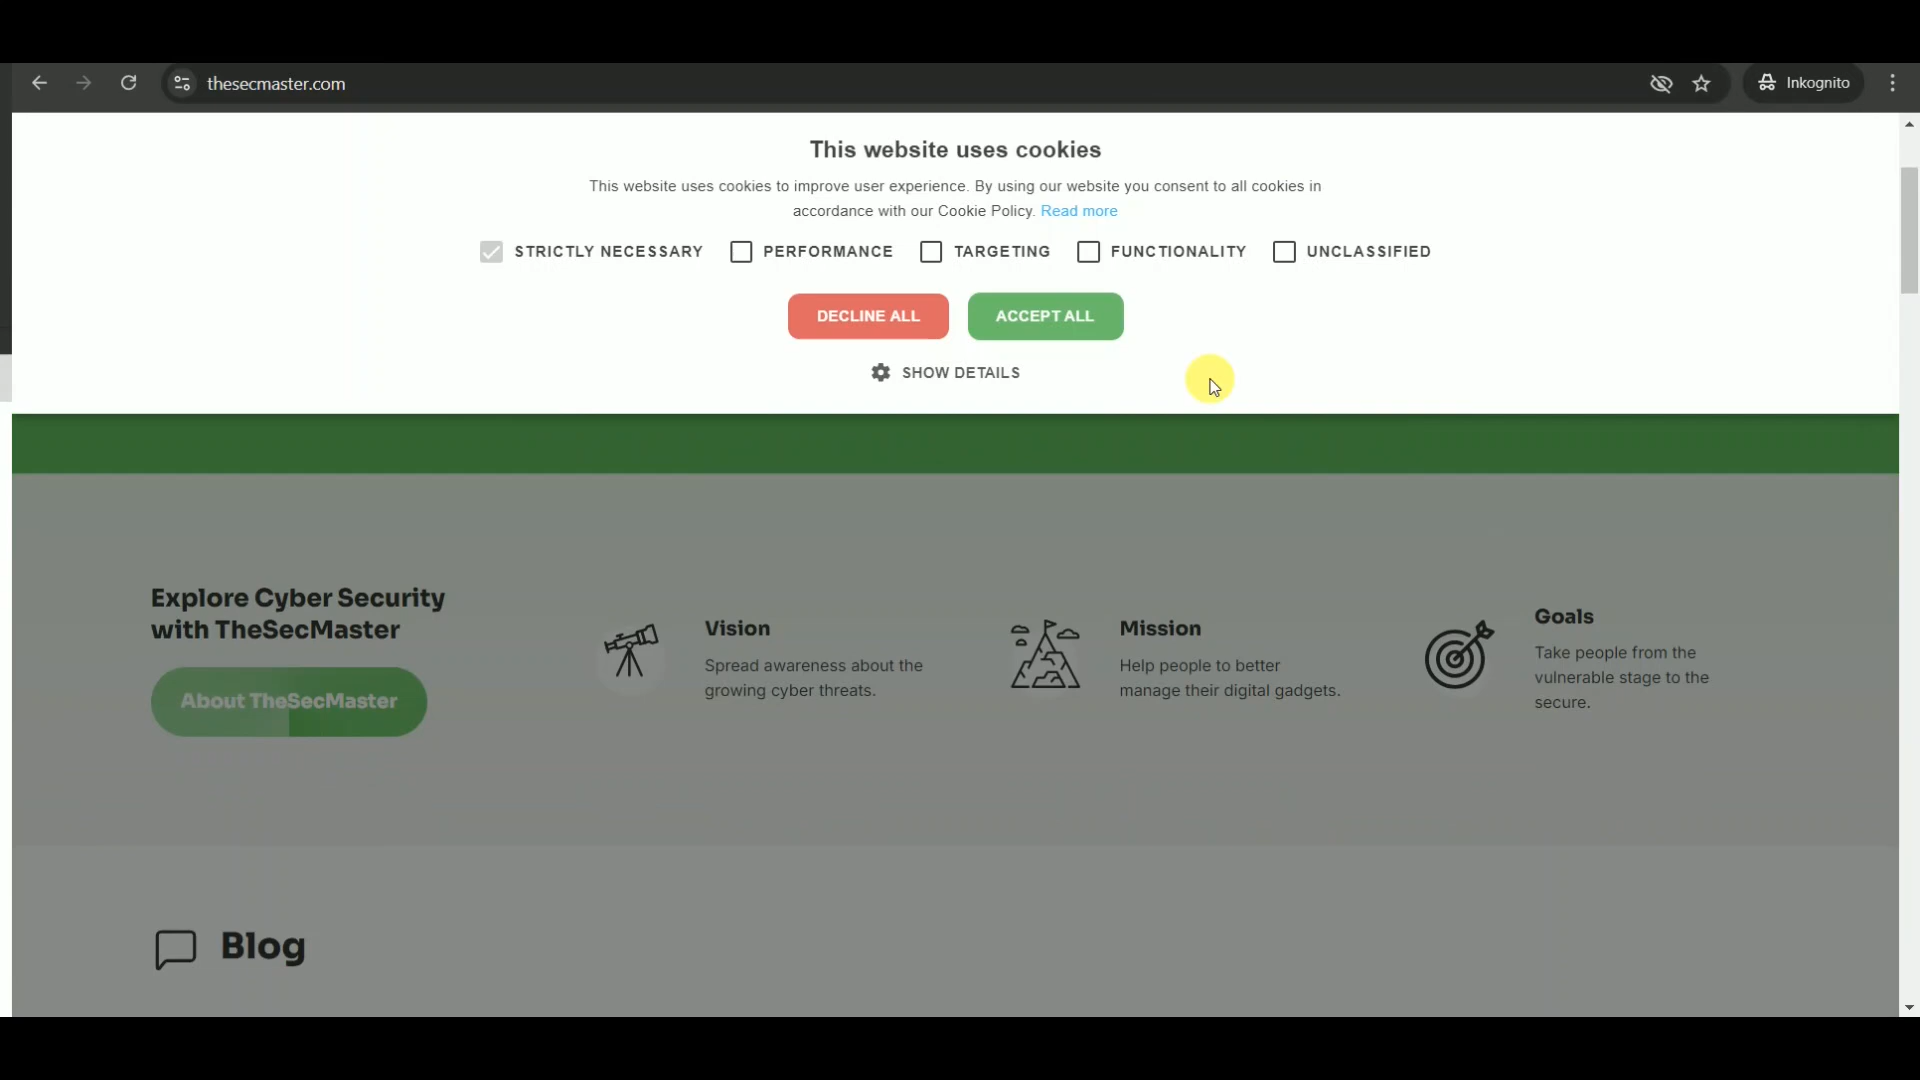 thesecmaster.com
Inkognito
This website uses cookies
This website uses cookies to improve user experience. By using our website you consent to all cookies in
accordance with our Cookie Policy. Read more
STRICTLY NECESSARY PERFORMANCE TARGETING FUNCTIONALITY UNCLASSIFIED
DECLINE ALL ACCEPT ALL
SHOW DETAILS
Explore Cyber Security
with TheSecMaster
About TheSecMaster
Vision
Spread awareness about the
growing cyber threats.
Mission
Help people to better
manage their digital gadgets.
Goals
Take people from the
vulnerable stage to the
secure.
Blog